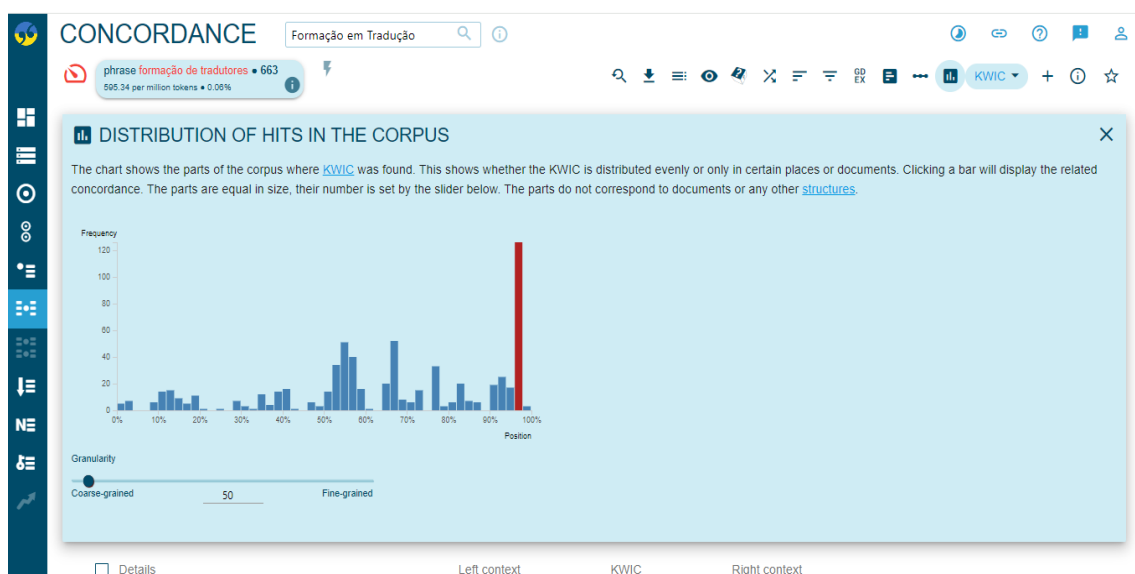 CONCORDANCE
Formação em Tradução
phrase formação de tradutores • 663
595.34 per million tokens • 0.06%
GD
EX
KWIC
DISTRIBUTION OF HITS IN THE CORPUS
The chart shows the parts of the corpus where KWIC was found. This shows whether the KWIC is distributed evenly or only in certain places or documents. Clicking a bar will display the related
concordance. The parts are equal in size, their number is set by the slider below. The parts do not correspond to documents or any other structures.
Frequency
120
100
80
60
40
20
0
0% 10% 20% 30% 40% 50% 60% 70% 80% 90% 100%
Position
Granularity
Coarse-grained 50 Fine-grained
Details Left context KWIC Right context
N